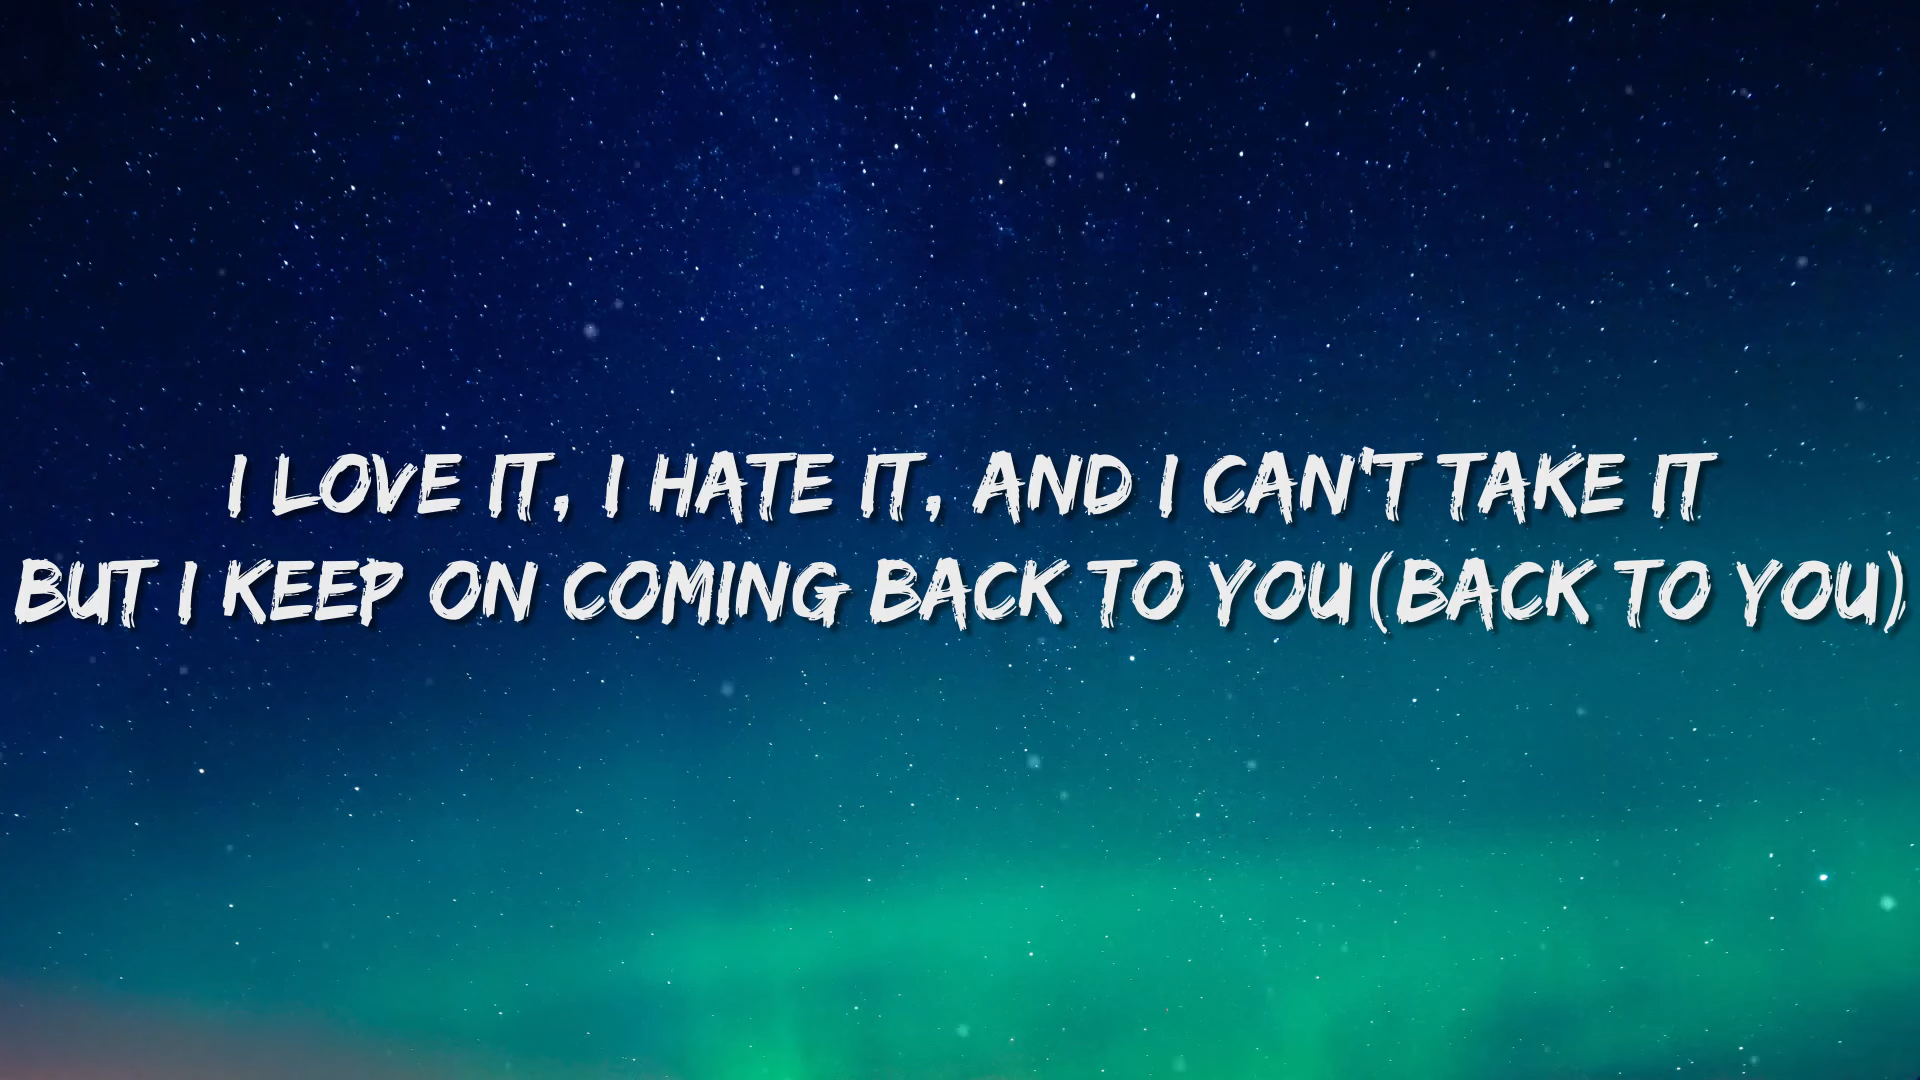 I LOVE IT, I HATE IT, AND I CAN'T TAKE IT
BUT I KEEP ON COMING BACK TO YOU (BACK TO YOU)